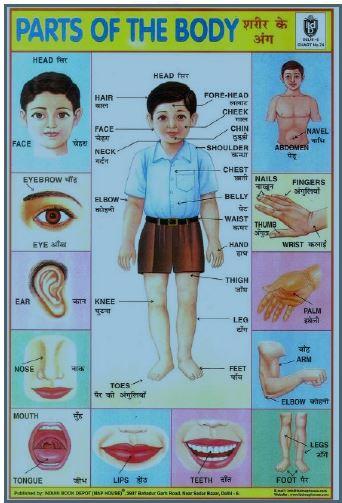 PARTS OF THE BODY शरीर के अंग
DELHI - 6
CHART No. 24
HEAD सिर
FACE चेहरा
HEAD सिर
HAIR
बाल
FACE
चेहरा
NECK
गर्दन
FORE-HEAD
CHEEK
गाल
CHIN
ठुड्डी
SHOULDER
कन्धा
CHEST
छाती
ELBOW
कोहनी
BELLY
पेट
WAIST
कमर
HAND
हाथ
THIGH
जाँघ
KNEE
घुटना
LEG
टाँग
FEET
पाँव
TOES
पैर की अंगुलियाँ
NAVEL
नाभि
ABDOMEN
पेडू
EYEBROW भौंह
EYE आँख
NAILS
नाखून
FINGERS
अंगुलियाँ
THUMB
अंगूठा
WRIST कलाई
EAR कान
PALM
हथेली
NOSE नाक
बाँह
ARM
ELBOW कोहनी
MOUTH मुँह
TONGUE जीभ
LIPS होंठ
TEETH दाँत
LEGS
टाँगें
FOOT पैर
Published by: INDIAN BOOK DEPOT (MAP HOUSE), 2937 Bahadur Garh Road, Near Sadar Bazar, Delhi - 6